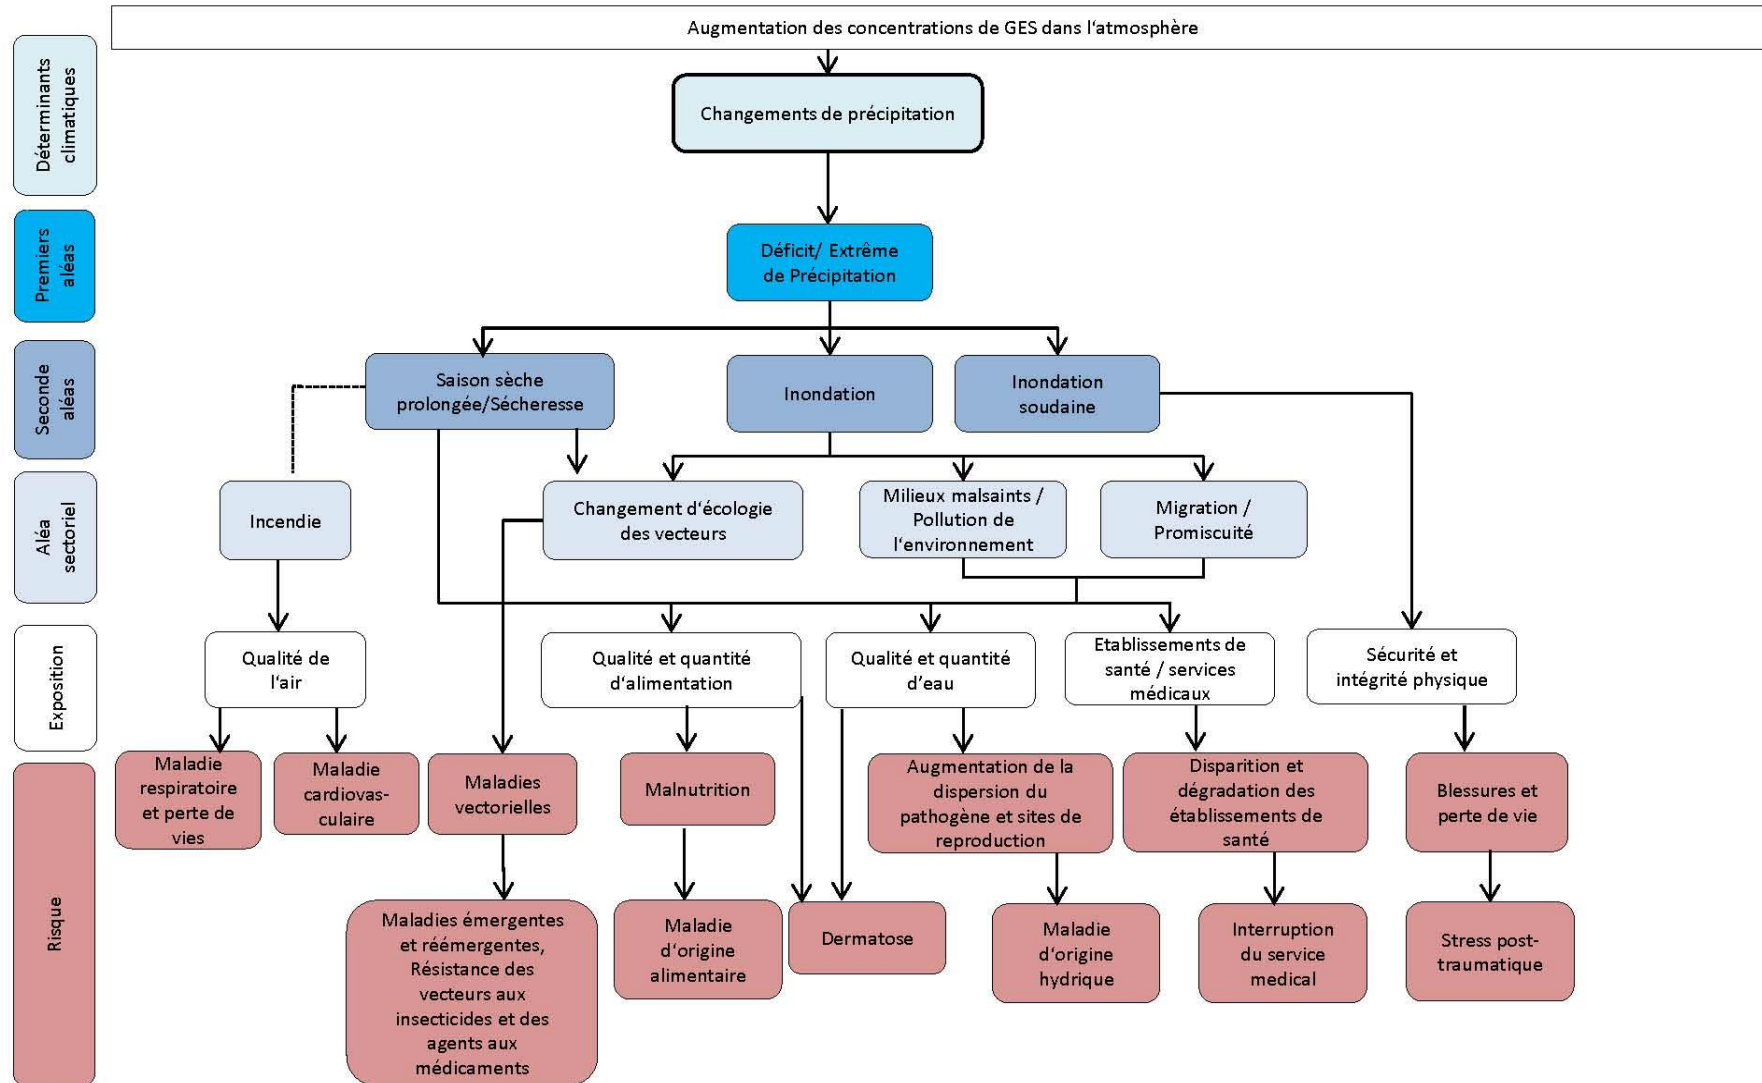 Augmentation des concentrations de GES dans l'atmosphère
Déterminants
climatiques
Changements de précipitation
Premiers
aléas
Déficit/ Extrême
de Précipitation
Seconde
aléas
Saison sèche
prolongée/Sécheresse
Inondation
Inondation
soudaine
Aléa
sectoriel
Incendie
Changement d'écologie
des vecteurs
Milieux malsaints /
Pollution de
l'environnement
Migration /
Promiscuité
Exposition
Qualité de
l'air
Qualité et quantité
d'alimentation
Qualité et quantité
d'eau
Etablissements de
santé / services
médicaux
Sécurité et
intégrité physique
Risque
Maladie
respiratoire
et perte de
vies
Maladie
cardiovas-
culaire
Maladies
vectorielles
Malnutrition
Augmentation de la
dispersion du
pathogène et sites de
reproduction
Disparition et
dégradation des
établissements de
santé
Blessures et
perte de vie
Maladies émergentes
et réémergentes,
Résistance des
vecteurs aux
insecticides et des
agents aux
médicaments
Maladie
d'origine
alimentaire
Dermatose
Maladie
d'origine
hydrique
Interruption
du service
medical
Stress post-
traumatique